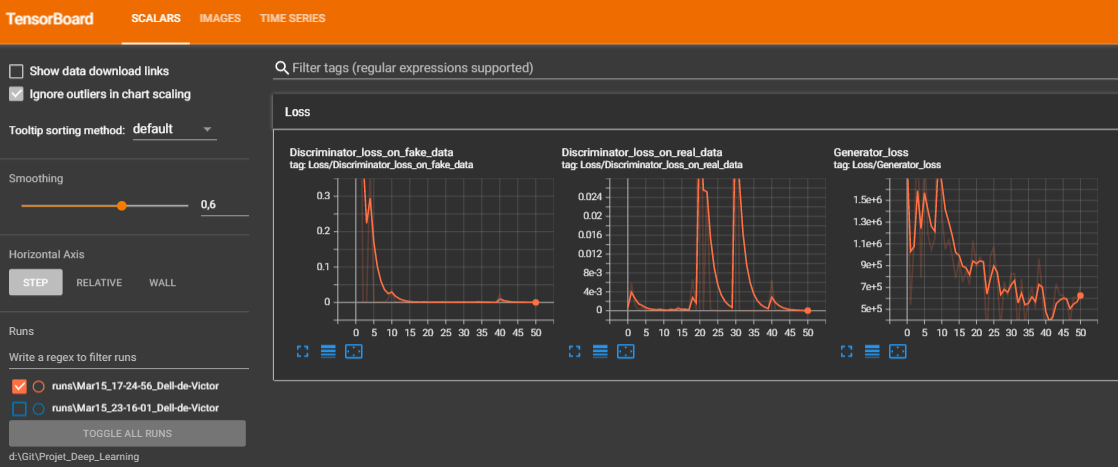 TensorBoard SCALARS IMAGES TIME SERIES
Show data download links
Ignore outliers in chart scaling
Tooltip sorting method: default
Smoothing
0,6
Horizontal Axis
STEP RELATIVE WALL
Runs
Write a regex to filter runs
runs\Mar15_17-24-56_Dell-de-Victor
runs\Mar15_23-16-01_Dell-de-Victor
TOGGLE ALL RUNS
d:\Git\Projet_Deep_Learning
Filter tags (regular expressions supported)
Loss
Discriminator_loss_on_fake_data
tag: Loss/Discriminator_loss_on_fake_data
0.3
0.2
0.1
0
0 5 10 15 20 25 30 35 40 45 50
Discriminator_loss_on_real_data
tag: Loss/Discriminator_loss_on_real_data
0.024
0.02
0.016
0.012
8e-3
4e-3
0
0 5 10 15 20 25 30 35 40 45 50
Generator_loss
tag: Loss/Generator_loss
1.5e+6
1.3e+6
1.1e+6
9e+5
7e+5
5e+5
0 5 10 15 20 25 30 35 40 45 50